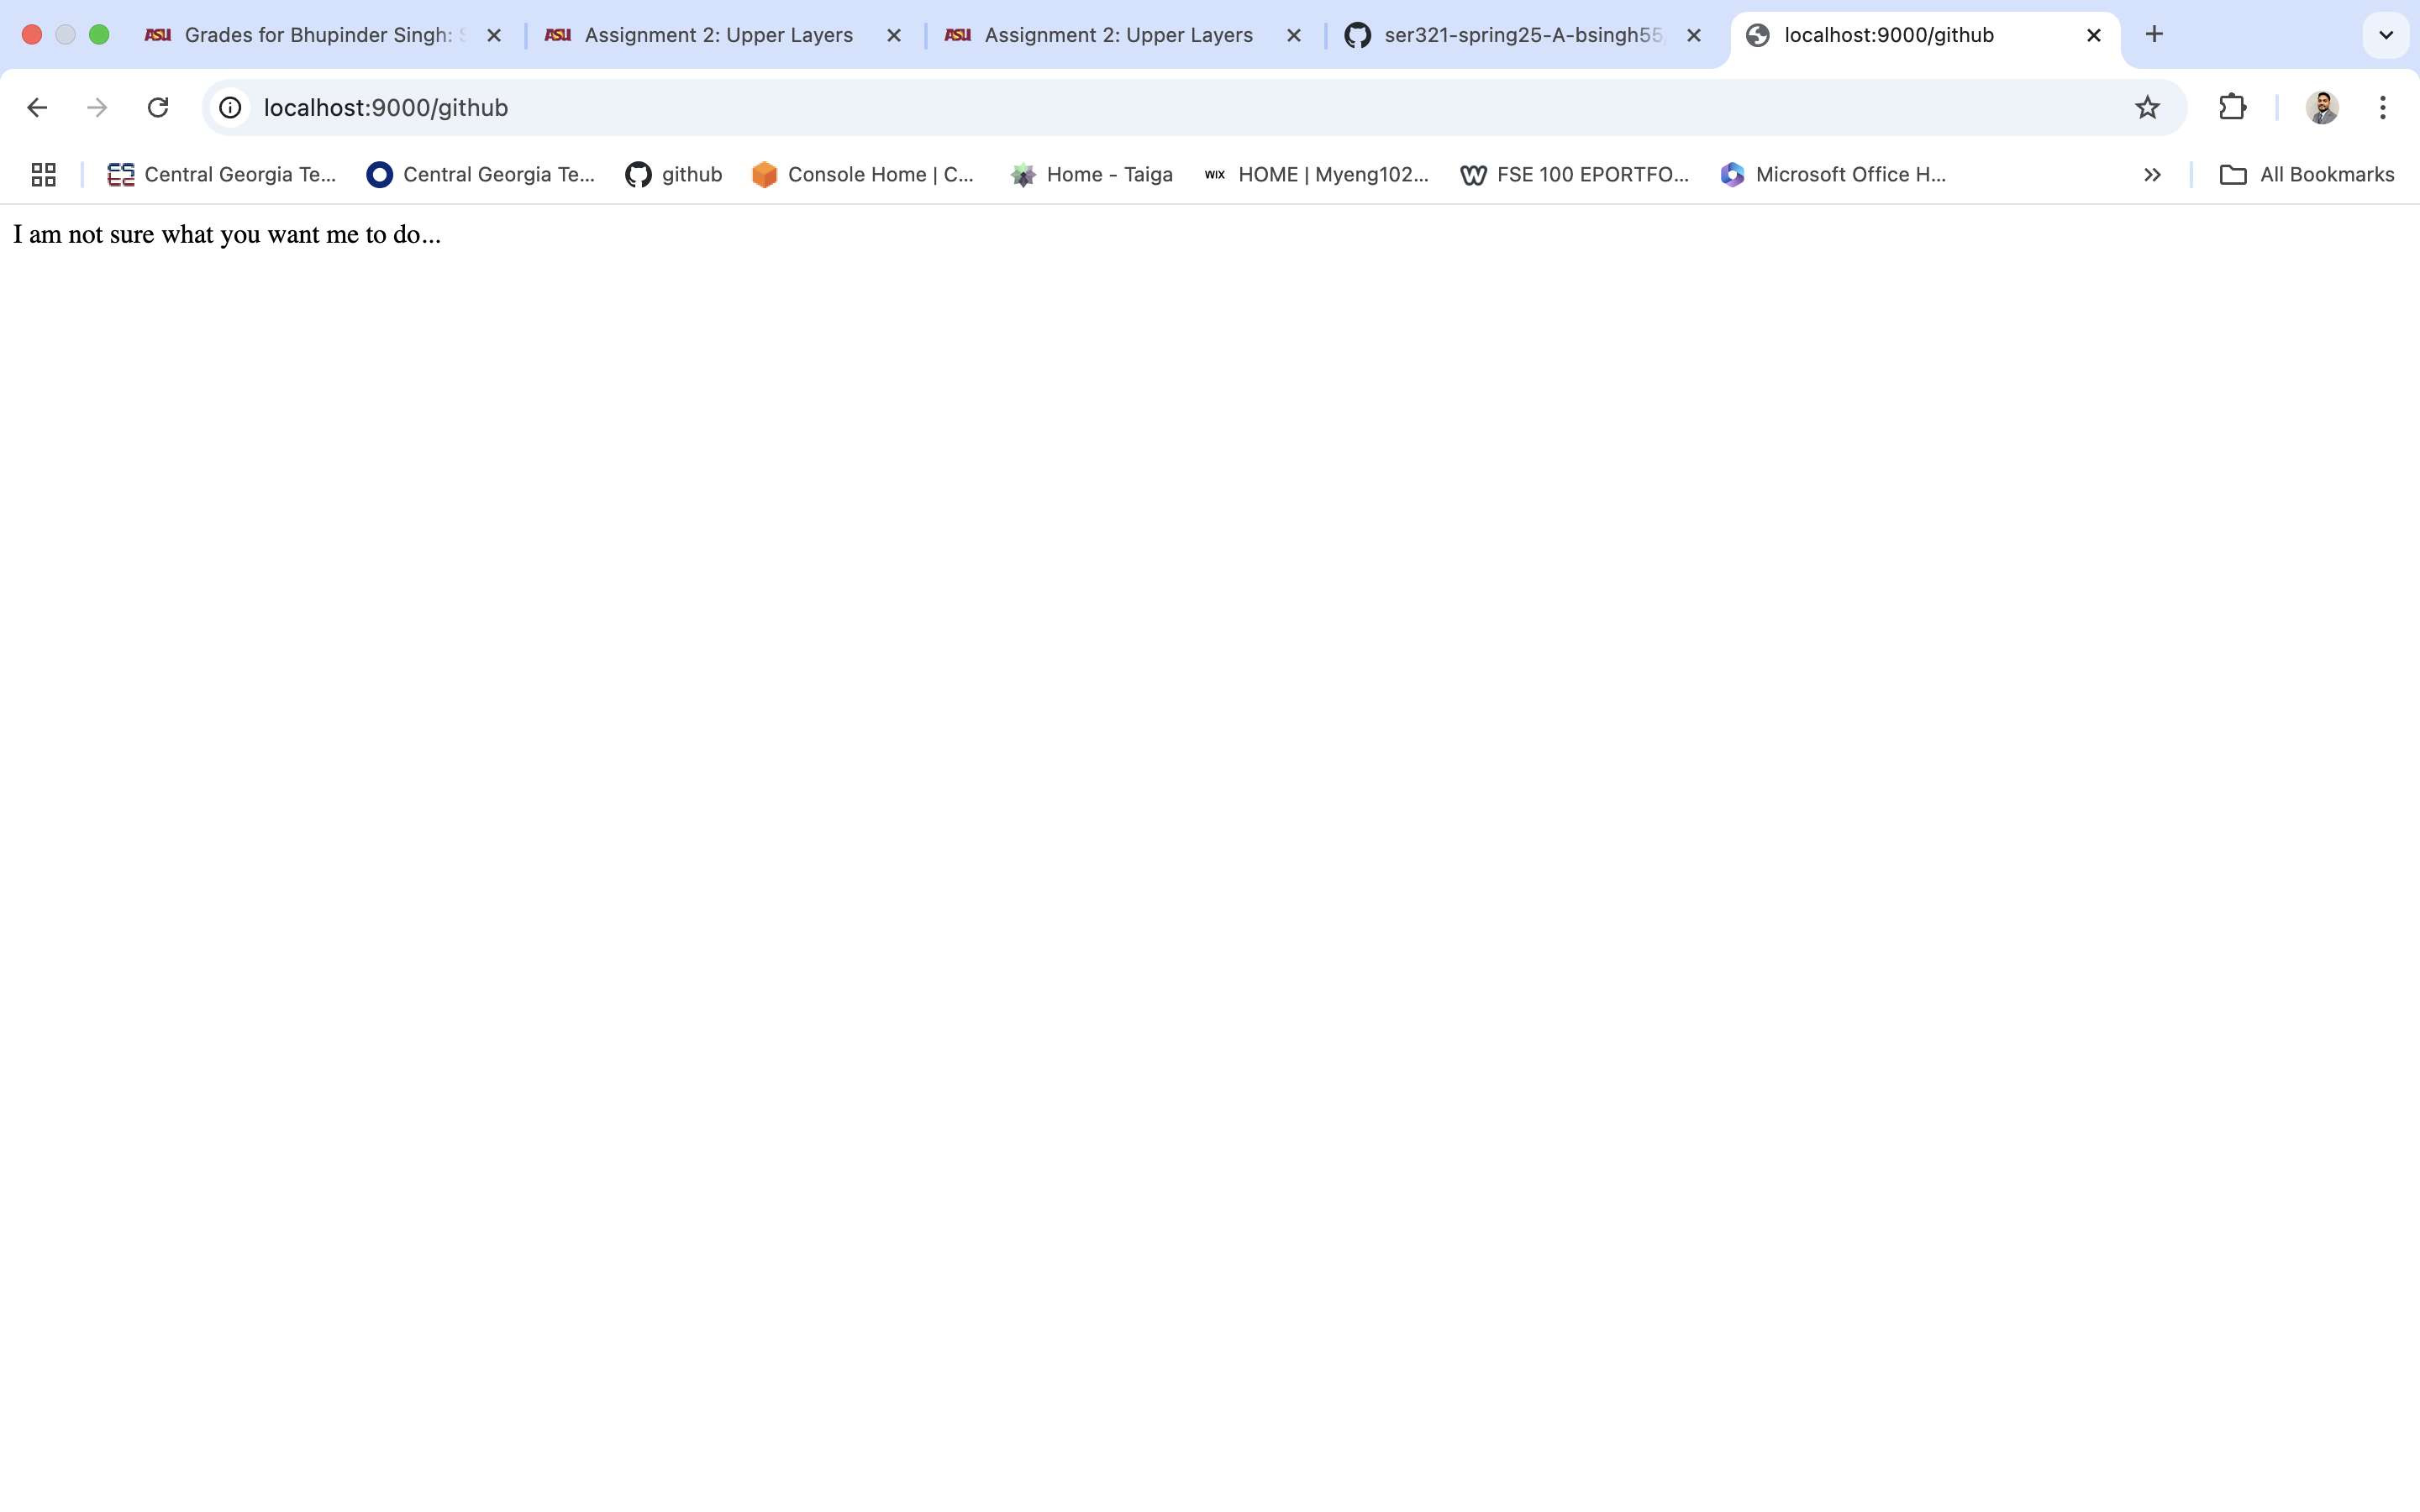 ASU Grades for Bhupinder Singh: ASU Assignment 2: Upper Layers ASU Assignment 2: Upper Layers ser321-spring25-A-bsingh55 localhost:9000/github
localhost:9000/github
Central Georgia Te... Central Georgia Te... github Console Home | C... Home - Taiga WIX HOME | Myeng102... FSE 100 EPORTFO... Microsoft Office H... All Bookmarks
I am not sure what you want me to do...